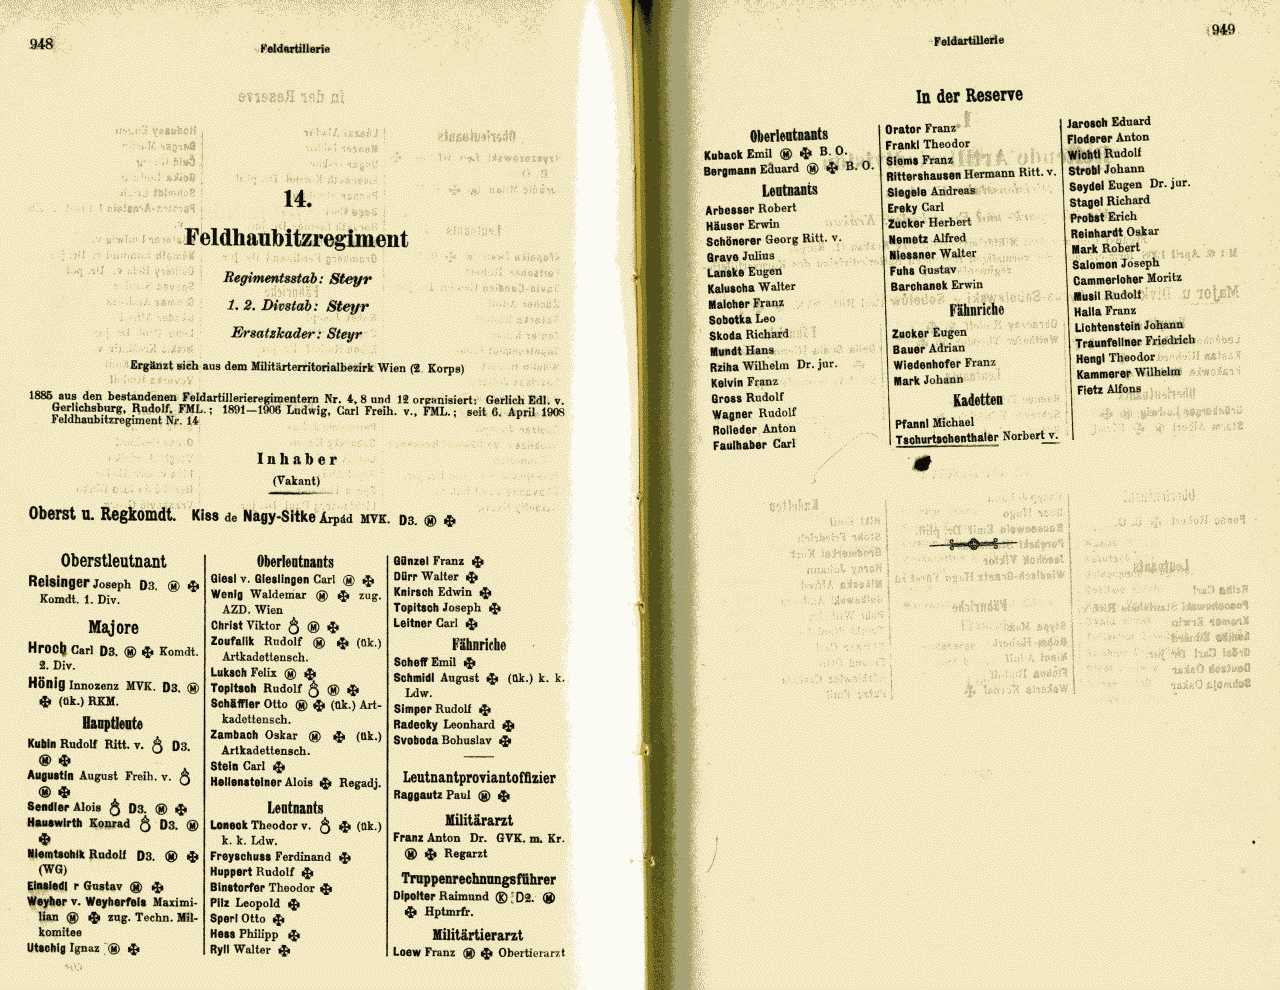 948
Feldartillerie
14.
Feldhaubitzregiment
Regimentsstab: Steyr
1. 2. Divstab: Steyr
Ersatzkader: Steyr
Ergänzt sich aus dem Militärterritorialbezirk Wien (2. Korps)
1885 aus den bestandenen Feldartillerieregimentern Nr. 4, 8 und 12 organisiert; Gerlich Edl. v.
Gerlichsburg, Rudolf, FML.; 1891—1906 Ludwig, Carl Freih. v., FML.; seit 6. April 1908
Feldhaubitzregiment Nr. 14
Inhaber
(Vakant)
Oberst u. Regkomdt. Kiss de Nagy-Sitke Árpád MVK. D3. Ⓜ ✠
Oberstleutnant
Reisinger Joseph D3. Ⓜ ✠
Komdt. 1. Div.
Majore
Hroch Carl D3. Ⓜ ✠ Komdt.
2. Div.
Hönig Innozenz MVK. D3. Ⓜ
✠ (ük.) RKM.
Hauptleute
Kubin Rudolf Ritt. v. D3.
Ⓜ ✠
Augustin August Freih. v.
Ⓜ ✠
Sendler Alois D3. Ⓜ ✠
Hauswirth Konrad D3. Ⓜ
✠
Niemtschik Rudolf D3. Ⓜ ✠
(WG)
Einsiedl r Gustav Ⓜ ✠
Weyher v. Weyherfels Maximi-
lian Ⓜ ✠ zug. Techn. Mil-
komitee
Utschig Ignaz Ⓜ ✠
Oberleutnants
Giesl v. Gieslingen Carl Ⓜ ✠
Wenig Waldemar Ⓜ ✠ zug.
AZD. Wien
Christ Viktor Ⓜ ✠
Zoufalik Rudolf Ⓜ ✠ (ük.)
Artkadettensch.
Luksch Felix Ⓜ ✠
Topitsch Rudolf Ⓜ ✠
Schäffler Otto Ⓜ ✠ (ük.) Art-
kadettensch.
Zambach Oskar Ⓜ ✠ (ük.)
Artkadettensch.
Stein Carl ✠
Hellensteiner Alois ✠ Regadj.
Leutnants
Loneck Theodor v. ✠ (ük.)
k. k. Ldw.
Freyschuss Ferdinand ✠
Huppert Rudolf ✠
Binstorfer Theodor ✠
Pilz Leopold ✠
Sperl Otto ✠
Hess Philipp ✠
Ryll Walter ✠
Günzel Franz ✠
Dürr Walter ✠
Knirsch Edwin ✠
Topitsch Joseph ✠
Leitner Carl ✠
Fähnriche
Scheff Emil ✠
Schmidl August ✠ (ük.) k. k.
Ldw.
Simper Rudolf ✠
Radecky Leonhard ✠
Svoboda Bohuslav ✠
Leutnantproviantoffizier
Raggautz Paul Ⓜ ✠
Militärarzt
Franz Anton Dr. GVK. m. Kr.
Ⓜ ✠ Regarzt
Truppenrechnungsführer
Dipolter Raimund Ⓚ D2. Ⓜ
✠ Hptmrfr.
Militärtierarzt
Loew Franz Ⓜ ✠ Obertierarzt
949
Feldartillerie
In der Reserve
Oberleutnants
Kuback Emil Ⓜ ✠ B. O.
Bergmann Eduard Ⓜ ✠ B. O.
Leutnants
Arbesser Robert
Häuser Erwin
Schönerer Georg Ritt. v.
Grave Julius
Lanske Eugen
Kaluscha Walter
Malcher Franz
Sobotka Leo
Skoda Richard
Mundt Hans
Rziha Wilhelm Dr. jur.
Kelvin Franz
Gross Rudolf
Wagner Rudolf
Rolleder Anton
Faulhaber Carl
Orator Franz
Frankl Theodor
Siems Franz
Rittershausen Hermann Ritt. v.
Siegele Andreas
Ereky Carl
Zucker Herbert
Nemetz Alfred
Niessner Walter
Fuhs Gustav
Barchanek Erwin
Fähnriche
Zucker Eugen
Bauer Adrian
Wiedenhofer Franz
Mark Johann
Kadetten
Pfannl Michael
Tschurtschenthaler Norbert v.
Jarosch Eduard
Floderer Anton
Wichtl Rudolf
Strobl Johann
Seydel Eugen Dr. jur.
Stagel Richard
Probst Erich
Reinhardt Oskar
Mark Robert
Salomon Joseph
Cammerloher Moritz
Musil Rudolf
Halla Franz
Lichtenstein Johann
Traunfellner Friedrich
Hengl Theodor
Kammerer Wilhelm
Fietz Alfons